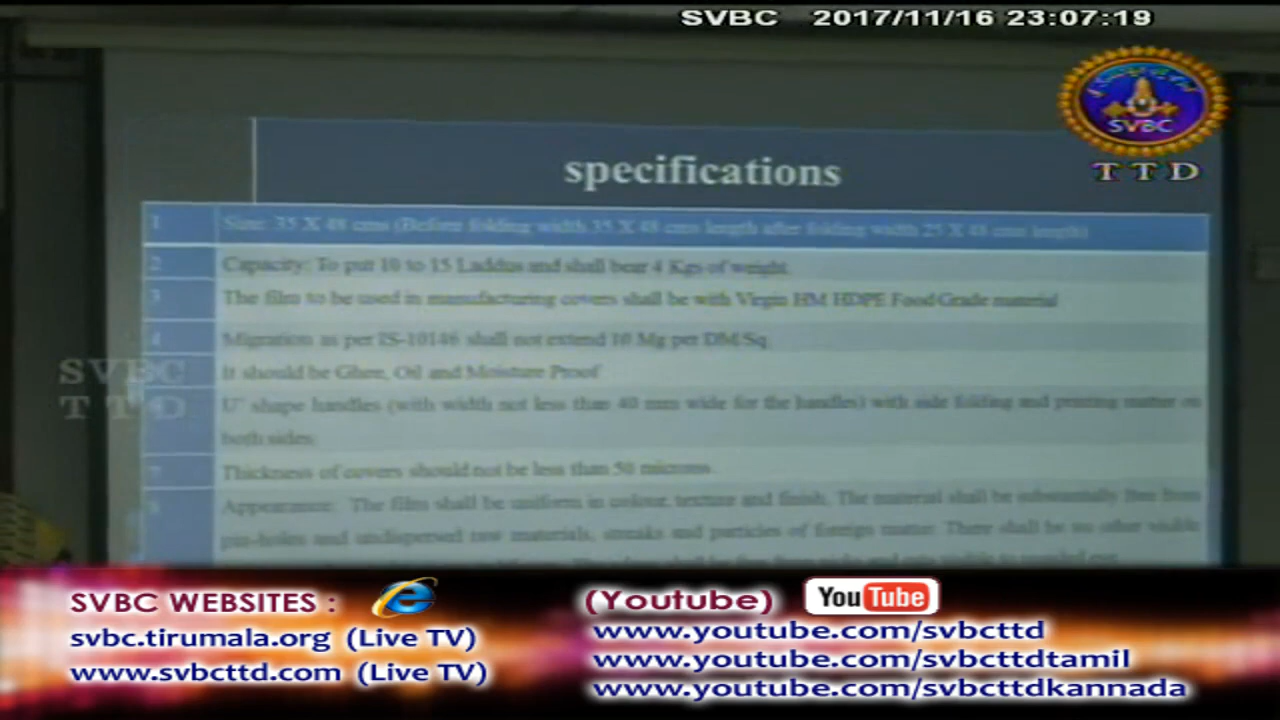 SVBC 2017/11/16 23:07:19
SVBC
T T D
specifications
1 Size: 35 X 48 cms (Before folding width 35 X 48 cms length after folding width 25 X 48 cms length)
2 Capacity: To put 10 to 15 Laddus and shall bear 4 Kgs of weight.
3 The film to be used in manufacturing covers shall be with Virgin HM HDPE Food Grade material
4 Migration as per IS-10146 shall not extend 10 Mg per DM Sq.
It should be Ghee, Oil and Moisture Proof
SVBC
T T D
U" shape handles (with width not less than 40 mm wide for the handles) with side folding and printing matter on
both sides.
7 Thickness of covers should not be less than 50 microns.
8 Appearance: The film shall be uniform in colour, texture and finish. The material shall be substantially free from
pin-holes and undispersed raw materials, streaks and particles of foreign matter. There shall be no other visible
SVBC WEBSITES :
svbc.tirumala.org (Live TV)
www.svbcttd.com (Live TV)
(Youtube) YouTube
www.youtube.com/svbcttd
www.youtube.com/svbcttdtamil
www.youtube.com/svbcttdkannada